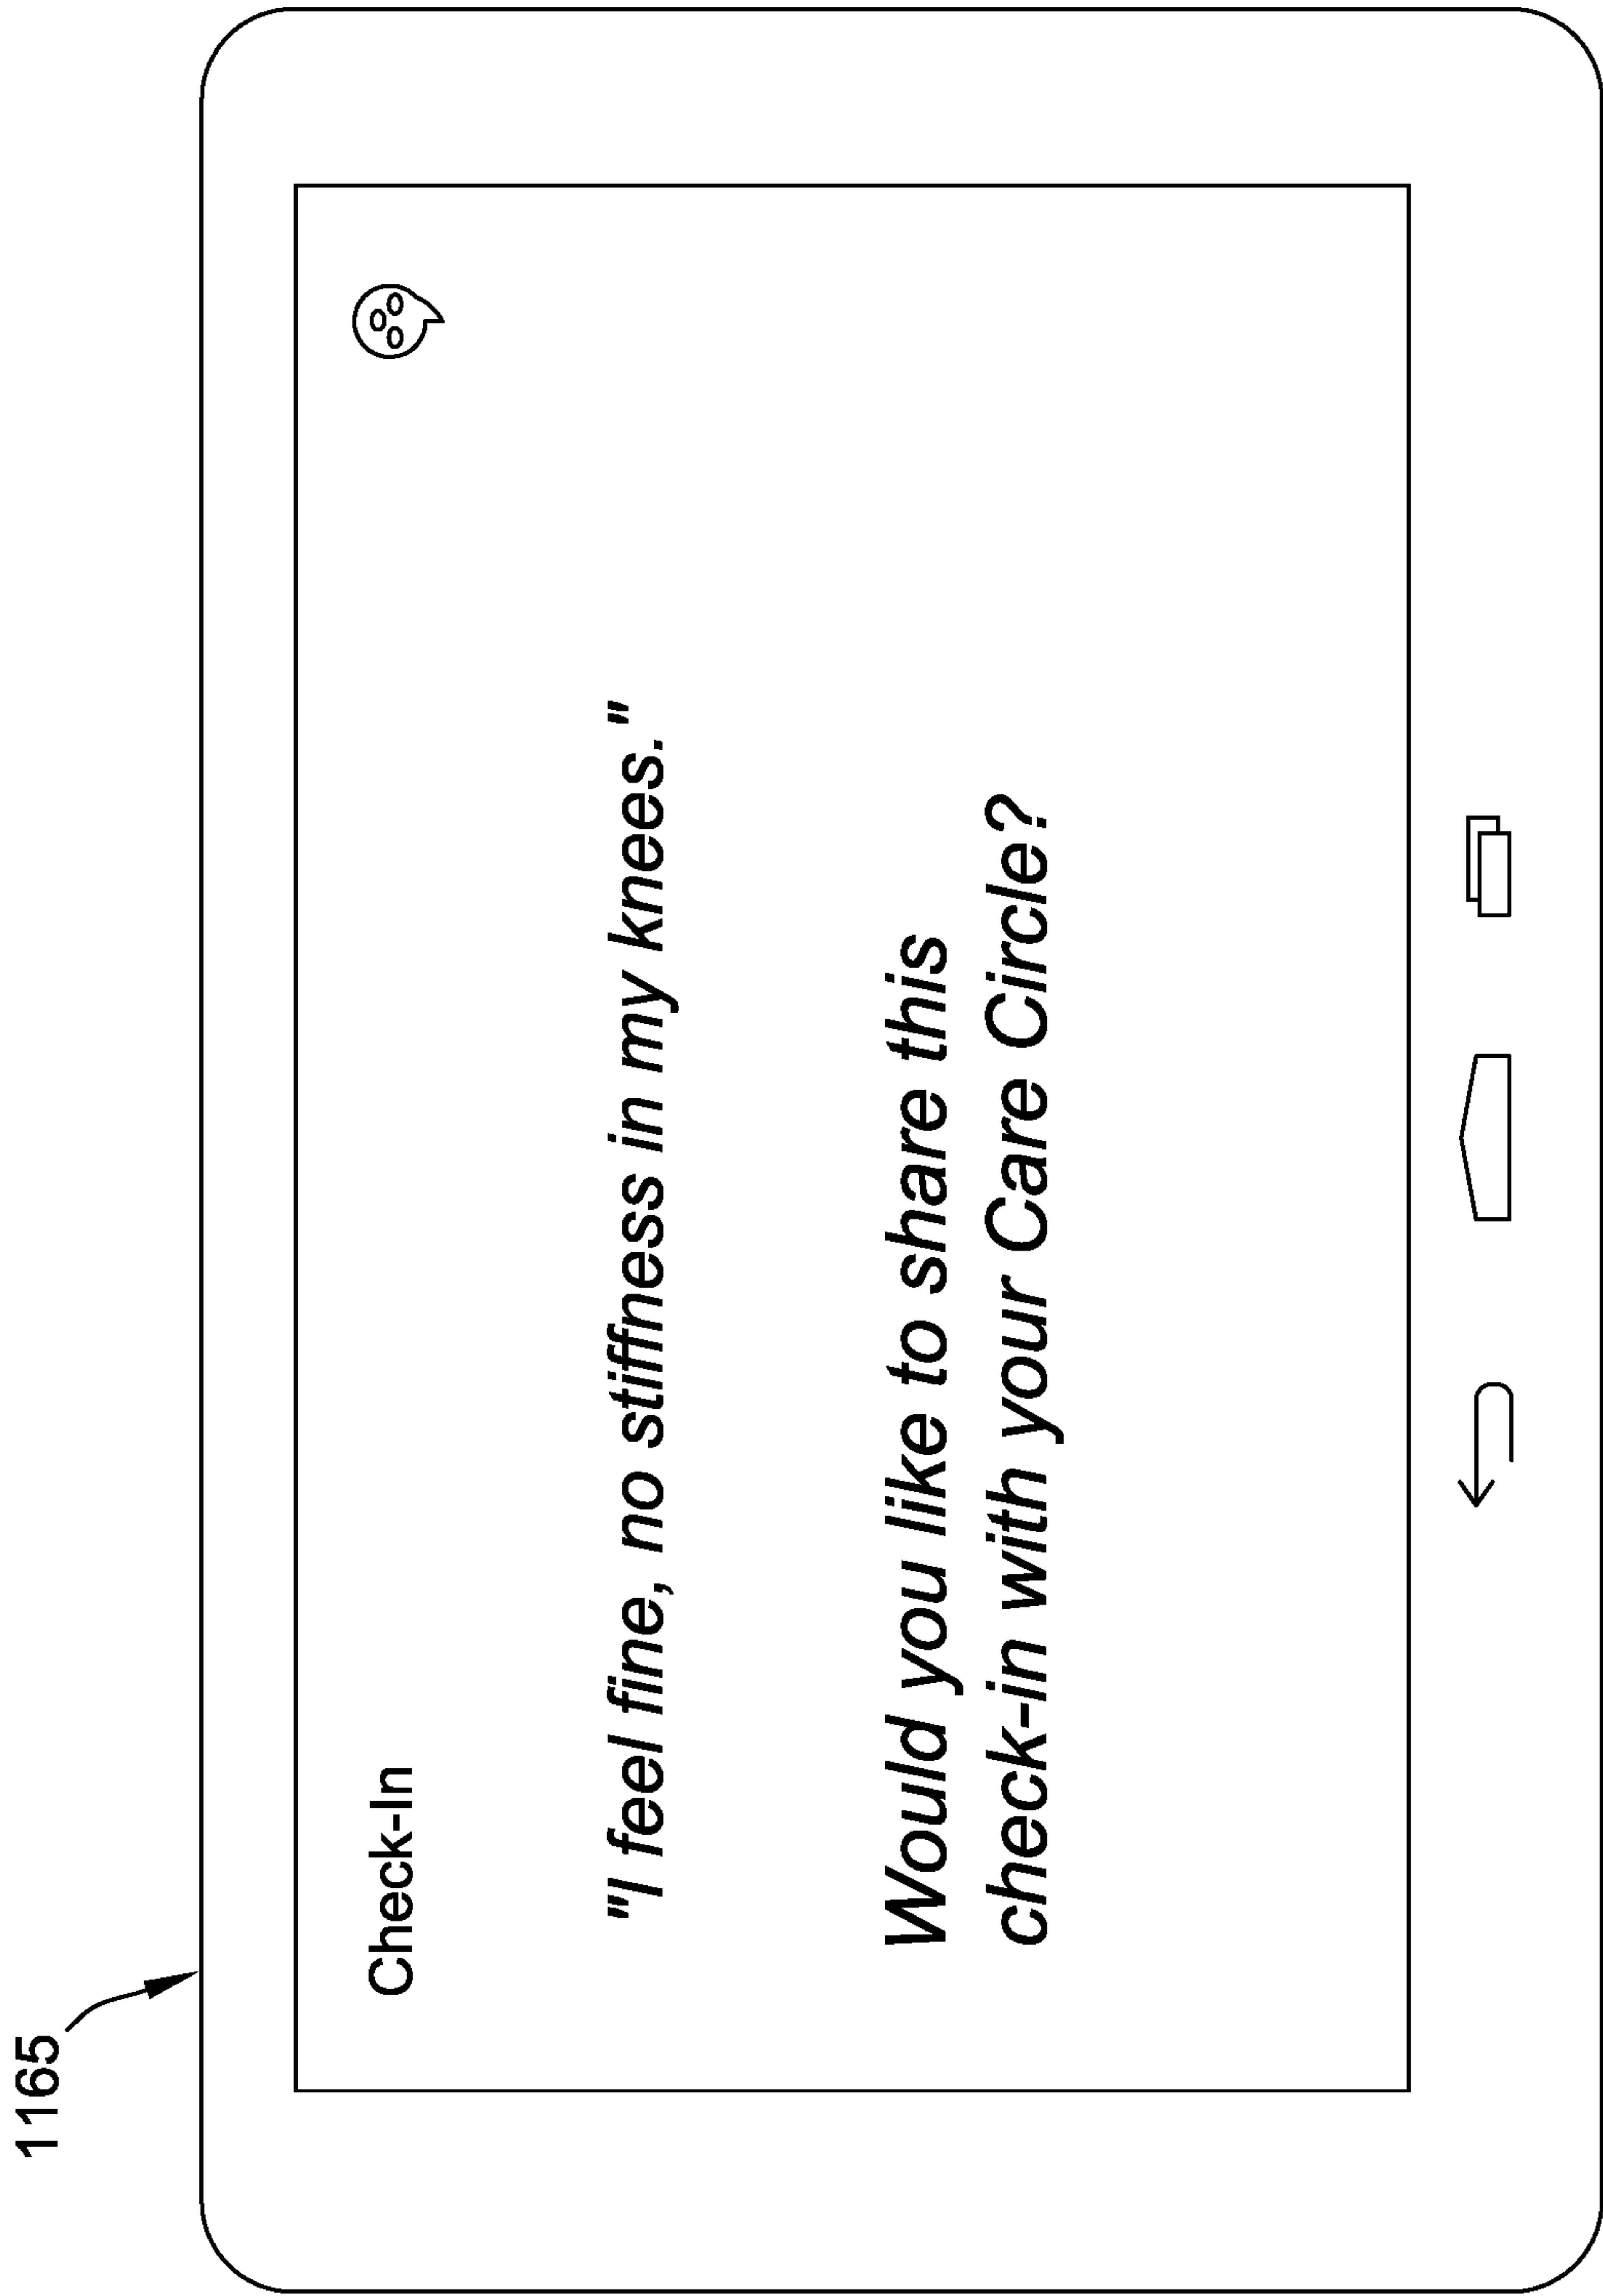 1165
Check-In
"I feel fine, no stiffness in my knees."
Would you like to share this
check-in with your Care Circle?